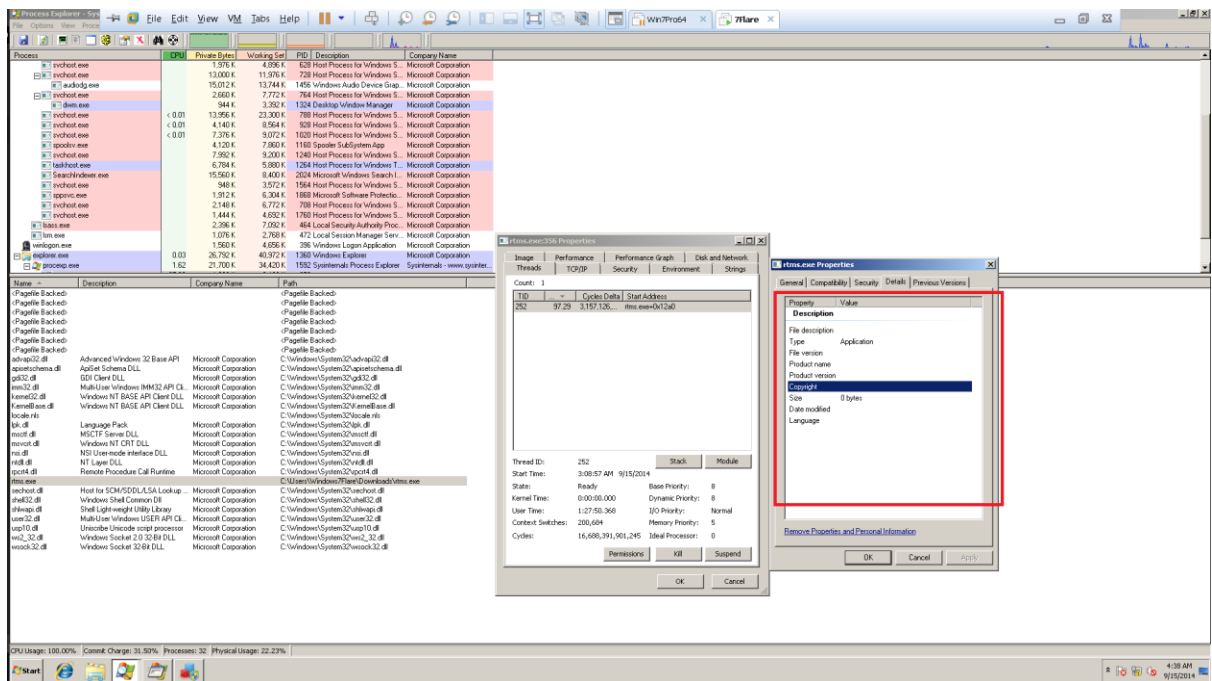 Process Explorer - Sys
File Edit View VM Tabs Help
Win7Pro64
7flare
File Options View Proce
Process CPU Private Bytes Working Set PID Description Company Name
svchost.exe 1,976 K 4,896 K 628 Host Process for Windows S... Microsoft Corporation
svchost.exe 13,000 K 11,976 K 728 Host Process for Windows S... Microsoft Corporation
audiodg.exe 15,012 K 13,744 K 1456 Windows Audio Device Grap... Microsoft Corporation
svchost.exe 2,660 K 7,772 K 764 Host Process for Windows S... Microsoft Corporation
dwm.exe 944 K 3,392 K 1324 Desktop Window Manager Microsoft Corporation
svchost.exe < 0.01 13,956 K 23,300 K 788 Host Process for Windows S... Microsoft Corporation
svchost.exe < 0.01 4,140 K 8,564 K 928 Host Process for Windows S... Microsoft Corporation
svchost.exe < 0.01 7,376 K 9,072 K 1020 Host Process for Windows S... Microsoft Corporation
spoolsv.exe 4,120 K 7,860 K 1160 Spooler SubSystem App Microsoft Corporation
svchost.exe 7,992 K 9,200 K 1240 Host Process for Windows S... Microsoft Corporation
taskhost.exe 6,784 K 5,880 K 1264 Host Process for Windows T... Microsoft Corporation
SearchIndexer.exe 15,560 K 8,400 K 2024 Microsoft Windows Search I... Microsoft Corporation
svchost.exe 948 K 3,572 K 1564 Host Process for Windows S... Microsoft Corporation
sppsvc.exe 1,912 K 6,304 K 1868 Microsoft Software Protectio... Microsoft Corporation
svchost.exe 2,148 K 6,772 K 708 Host Process for Windows S... Microsoft Corporation
svchost.exe 1,444 K 4,692 K 1760 Host Process for Windows S... Microsoft Corporation
lsass.exe 2,396 K 7,092 K 464 Local Security Authority Proc... Microsoft Corporation
lsm.exe 1,076 K 2,768 K 472 Local Session Manager Serv... Microsoft Corporation
winlogon.exe 1,560 K 4,656 K 396 Windows Logon Application Microsoft Corporation
explorer.exe 0.03 26,792 K 40,972 K 1360 Windows Explorer Microsoft Corporation
procexp.exe 1.62 21,700 K 34,420 K 1592 Sysinternals Process Explorer Sysinternals - www.sysinter...
Name Description Company Name Path
<Pagefile Backed> <Pagefile Backed>
<Pagefile Backed> <Pagefile Backed>
<Pagefile Backed> <Pagefile Backed>
<Pagefile Backed> <Pagefile Backed>
<Pagefile Backed> <Pagefile Backed>
<Pagefile Backed> <Pagefile Backed>
<Pagefile Backed> <Pagefile Backed>
advapi32.dll Advanced Windows 32 Base API Microsoft Corporation C:\Windows\System32\advapi32.dll
apisetschema.dll ApiSet Schema DLL Microsoft Corporation C:\Windows\System32\apisetschema.dll
gdi32.dll GDI Client DLL Microsoft Corporation C:\Windows\System32\gdi32.dll
imm32.dll Multi-User Windows IMM32 API Cli... Microsoft Corporation C:\Windows\System32\imm32.dll
kernel32.dll Windows NT BASE API Client DLL Microsoft Corporation C:\Windows\System32\kernel32.dll
KernelBase.dll Windows NT BASE API Client DLL Microsoft Corporation C:\Windows\System32\KernelBase.dll
locale.nls C:\Windows\System32\locale.nls
lpk.dll Language Pack Microsoft Corporation C:\Windows\System32\lpk.dll
msctf.dll MSCTF Server DLL Microsoft Corporation C:\Windows\System32\msctf.dll
msvcrt.dll Windows NT CRT DLL Microsoft Corporation C:\Windows\System32\msvcrt.dll
nsi.dll NSI User-mode interface DLL Microsoft Corporation C:\Windows\System32\nsi.dll
ntdll.dll NT Layer DLL Microsoft Corporation C:\Windows\System32\ntdll.dll
rpcrt4.dll Remote Procedure Call Runtime Microsoft Corporation C:\Windows\System32\rpcrt4.dll
rtms.exe C:\Users\Windows7Flare\Downloads\rtms.exe
sechost.dll Host for SCM/SDDL/LSA Lookup ... Microsoft Corporation C:\Windows\System32\sechost.dll
shell32.dll Windows Shell Common Dll Microsoft Corporation C:\Windows\System32\shell32.dll
shlwapi.dll Shell Light-weight Utility Library Microsoft Corporation C:\Windows\System32\shlwapi.dll
user32.dll Multi-User Windows USER API Cli... Microsoft Corporation C:\Windows\System32\user32.dll
usp10.dll Uniscribe Unicode script processor Microsoft Corporation C:\Windows\System32\usp10.dll
ws2_32.dll Windows Socket 2.0 32-Bit DLL Microsoft Corporation C:\Windows\System32\ws2_32.dll
wsock32.dll Windows Socket 32-Bit DLL Microsoft Corporation C:\Windows\System32\wsock32.dll
rtms.exe:356 Properties
Image Performance Performance Graph Disk and Network
Threads TCP/IP Security Environment Strings
Count: 1
TID ... Cycles Delta Start Address
252 97.29 3,157,126,... rtms.exe+0x12a0
Thread ID: 252 Stack Module
Start Time: 3:08:57 AM 9/15/2014
State: Ready Base Priority: 8
Kernel Time: 0:00:00.000 Dynamic Priority: 8
User Time: 1:27:50.368 I/O Priority: Normal
Context Switches: 200,684 Memory Priority: 5
Cycles: 16,688,391,901,245 Ideal Processor: 0
Permissions Kill Suspend
OK Cancel
rtms.exe Properties
General Compatibility Security Details Previous Versions
Property Value
Description
File description
Type Application
File version
Product name
Product version
Copyright
Size 0 bytes
Date modified
Language
Remove Properties and Personal Information
OK Cancel Apply
CPU Usage: 100.00% Commit Charge: 31.50% Processes: 32 Physical Usage: 22.23%
Start
4:38 AM
9/15/2014